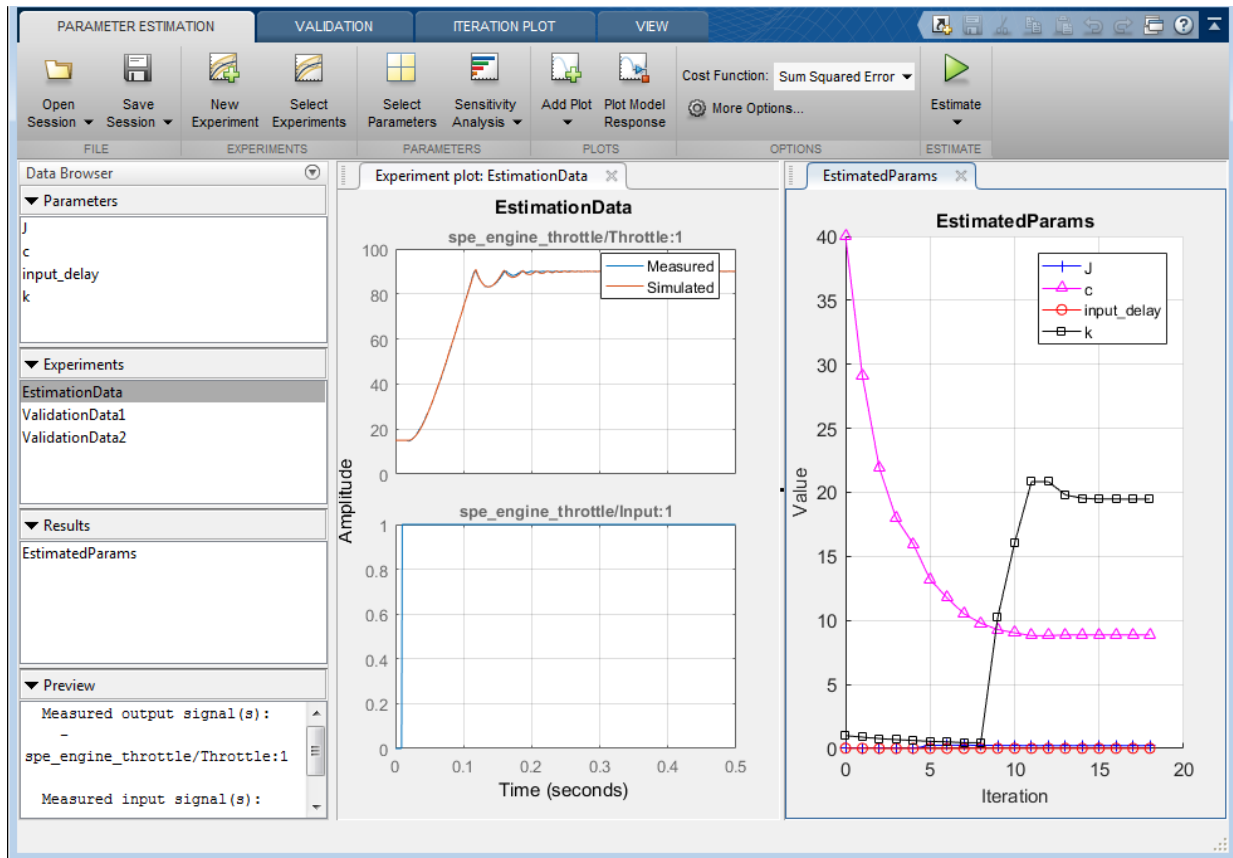 PARAMETER ESTIMATION
VALIDATION
ITERATION PLOT
VIEW
Open Session
Save Session
New Experiment
Select Experiments
Select Parameters
Sensitivity Analysis
Add Plot
Plot Model Response
Cost Function: Sum Squared Error
More Options...
Estimate
FILE
EXPERIMENTS
PARAMETERS
PLOTS
OPTIONS
ESTIMATE
Data Browser
Parameters
J
c
input_delay
k
Experiments
EstimationData
ValidationData1
ValidationData2
Results
EstimatedParams
Preview
Measured output signal(s):
-
spe_engine_throttle/Throttle:1
Measured input signal(s):
Experiment plot: EstimationData
EstimationData
spe_engine_throttle/Throttle:1
100
80
60
40
20
0
Measured
Simulated
Amplitude
spe_engine_throttle/Input:1
1
0.8
0.6
0.4
0.2
0
0 0.1 0.2 0.3 0.4 0.5
Time (seconds)
EstimatedParams
EstimatedParams
40
35
30
25
20
15
10
5
0
Value
J
c
input_delay
k
0 5 10 15 20
Iteration